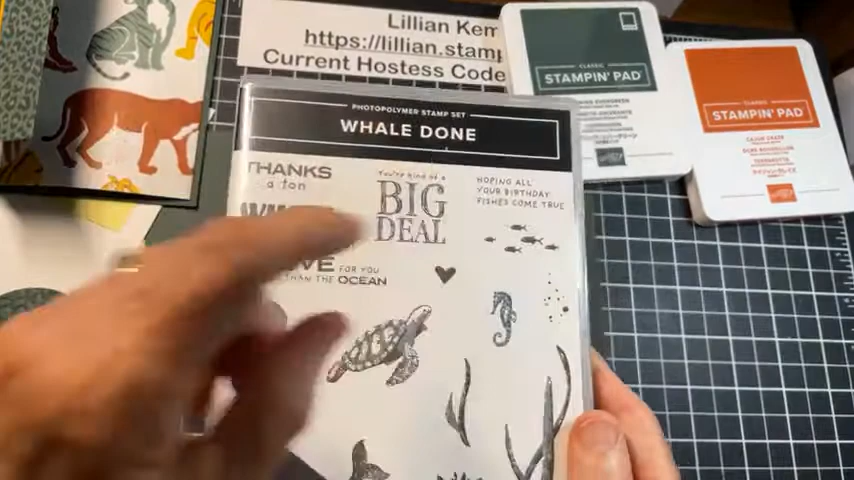 Lillian Kem
https://lillian.stamp
Current Hostess Code
CLASSIC
STAMPIN' PAD
CLASSIC
STAMPIN' PAD
CAJUN CRAZE
PHOTOPOLYMER STAMP SET
WHALE DONE
THANKS
a ton
You're kind of a
BIG
DEAL
HOPING ALL
YOUR BIRTHDAY
FISHES COME TRUE
FOR YOU
THAN THE OCEAN